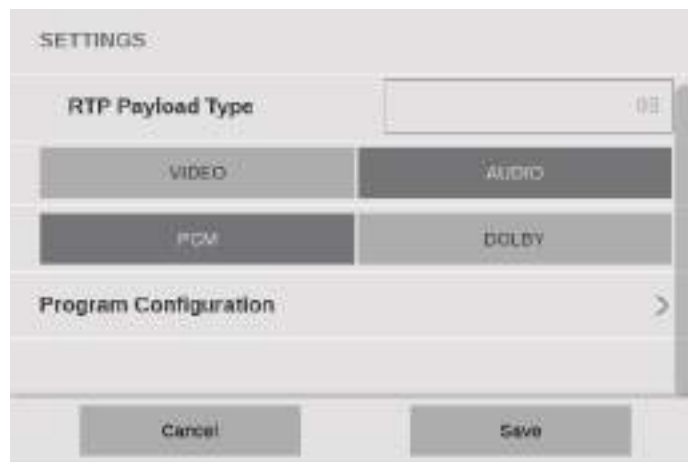 SETTINGS
RTP Payload Type
VIDEO AUDIO
PCM DOLBY
Program Configuration
Cancel Save